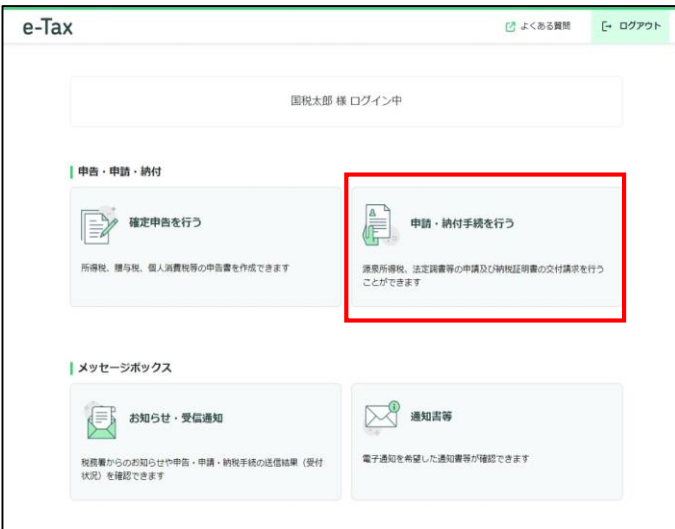 e-Tax
よくある質問
ログアウト
国税太郎 様 ログイン中
申告・申請・納付
確定申告を行う
所得税、贈与税、個人消費税等の申告書を作成できます
申請・納付手続を行う
源泉所得税、法定調書等の申請及び納税証明書の交付請求を行う
ことができます
メッセージボックス
お知らせ・受信通知
税務署からのお知らせや申告・申請・納税手続の送信結果（受付
状況）を確認できます
通知書等
電子通知を希望した通知書等が確認できます